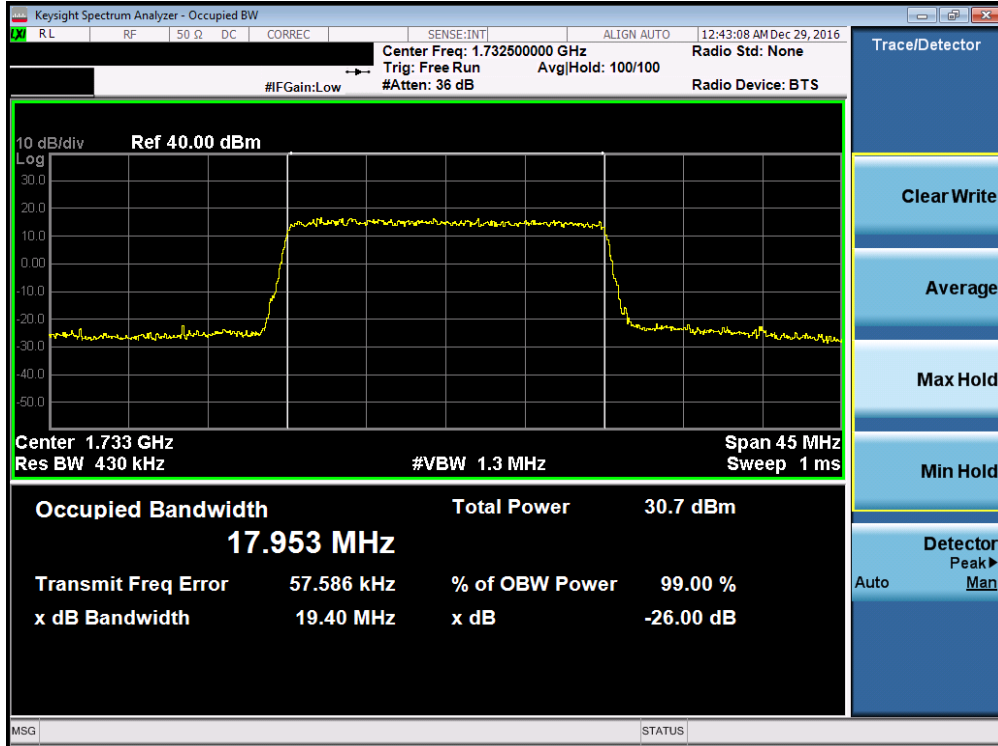 Keysight Spectrum Analyzer - Occupied BW
LXI RL RF 50 Ω DC CORREC SENSE:INT ALIGN AUTO 12:43:08 AM Dec 29, 2016
Center Freq: 1.732500000 GHz Radio Std: None
Trig: Free Run Avg|Hold: 100/100
#IFGain:Low #Atten: 36 dB Radio Device: BTS
10 dB/div Ref 40.00 dBm
Log
30.0
20.0
10.0
0.00
-10.0
-20.0
-30.0
-40.0
-50.0
Center 1.733 GHz Span 45 MHz
Res BW 430 kHz #VBW 1.3 MHz Sweep 1 ms
Occupied Bandwidth Total Power 30.7 dBm
17.953 MHz
Transmit Freq Error 57.586 kHz % of OBW Power 99.00 %
x dB Bandwidth 19.40 MHz x dB -26.00 dB
MSG STATUS
Trace/Detector
Clear Write
Average
Max Hold
Min Hold
Detector
Peak▶
Auto Man